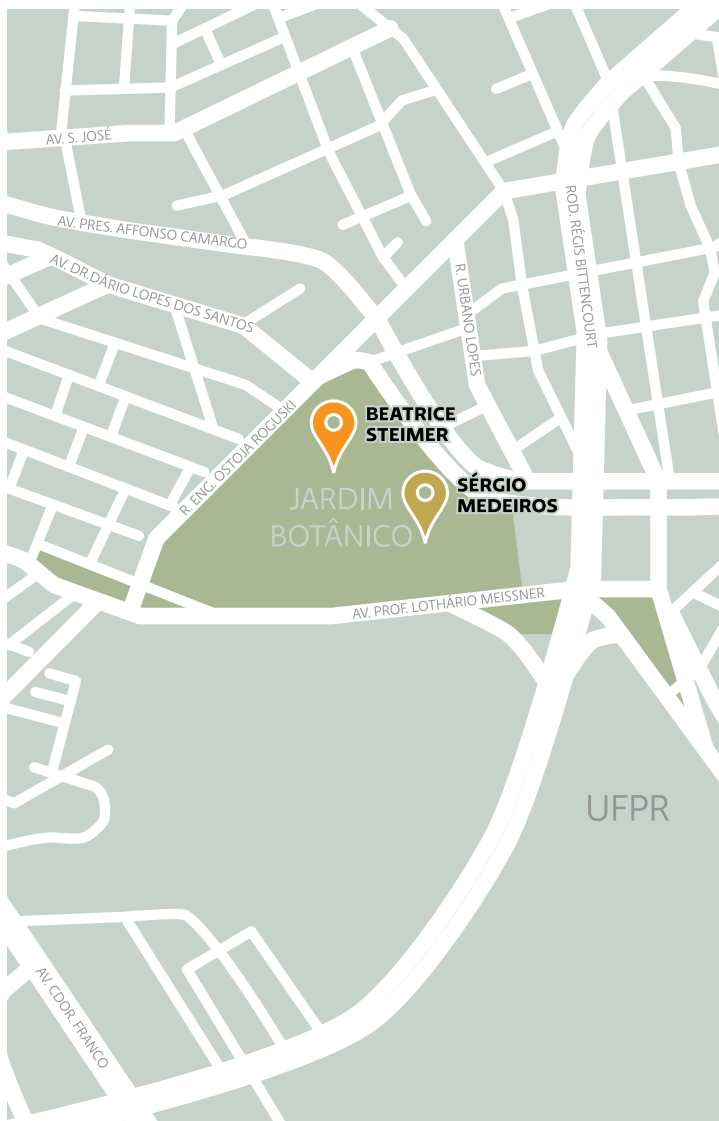 AV. S. JOSÉ
AV. PRES. AFFONSO CAMARGO
AV. DR.DÁRIO LOPES DOS SANTOS
ROD. RÉGIS BITTENCOURT
R. URBANO LOPES
R. ENG. OSTOJA ROGUSKI
BEATRICE
STEIMER
SÉRGIO
MEDEIROS
JARDIM
BOTÂNICO
AV. PROF. LOTHÁRIO MEISSNER
UFPR
AV. CDOR. FRANCO